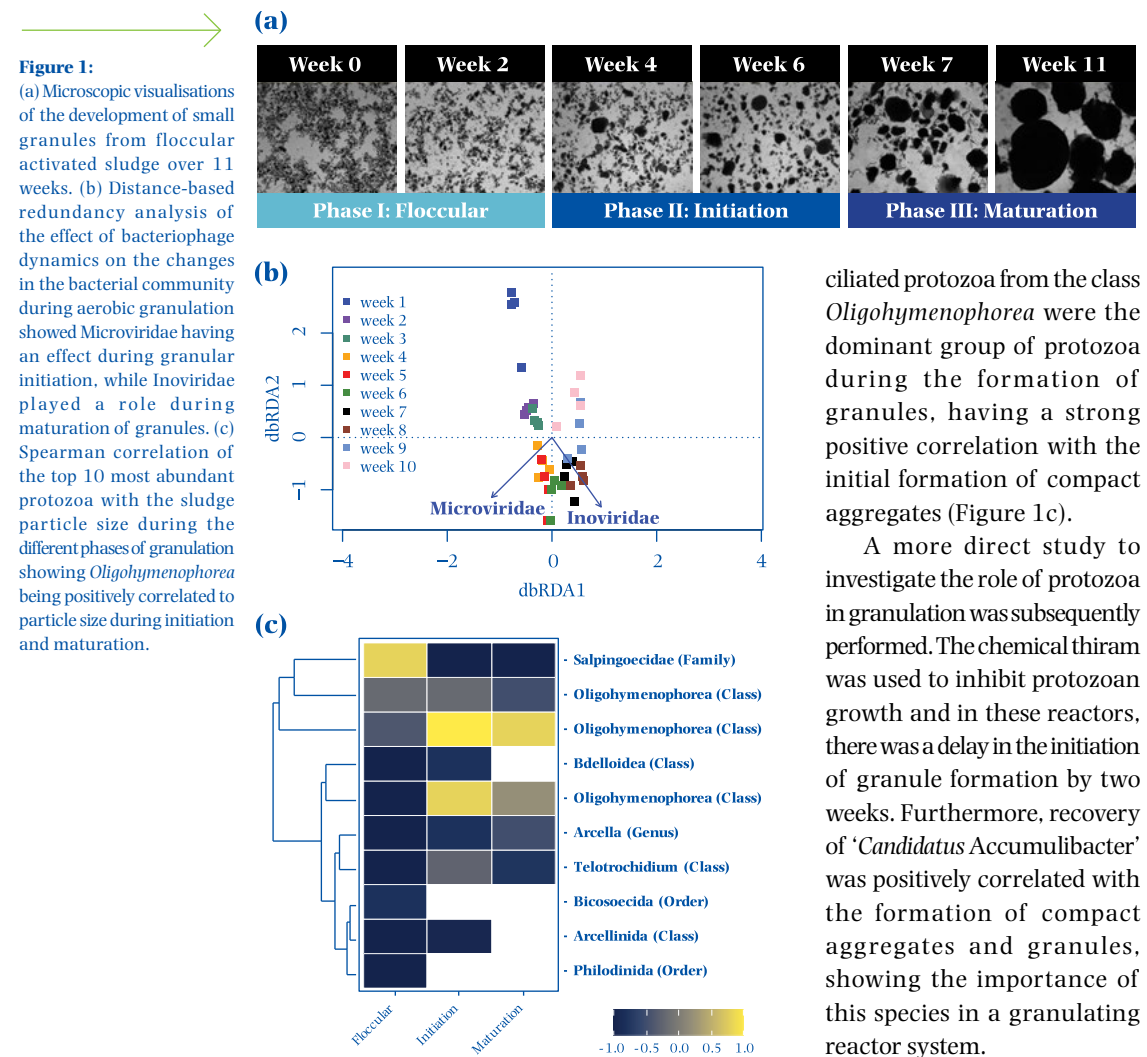 Figure 1:
(a) Microscopic visualisations
of the development of small
granules from floccular
activated sludge over 11
weeks. (b) Distance-based
redundancy analysis of
the effect of bacteriophage
dynamics on the changes
in the bacterial community
during aerobic granulation
showed Microviridae having
an effect during granular
initiation, while Inoviridae
played a role during
maturation of granules. (c)
Spearman correlation of
the top 10 most abundant
protozoa with the sludge
particle size during the
different phases of granulation
showing Oligohymenophorea
being positively correlated to
particle size during initiation
and maturation.
(a)
Week 0 Week 2 Week 4 Week 6 Week 7 Week 11
Phase I: Floccular Phase II: Initiation Phase III: Maturation
(b)
week 1
week 2
week 3
week 4
week 5
week 6
week 7
week 8
week 9
week 10
dbRDA2
2
1
0
−1
Microviridae
Inoviridae
−4 −2 0 2 4
dbRDA1
(c)
- Salpingoecidae (Family)
- Oligohymenophorea (Class)
- Oligohymenophorea (Class)
- Bdelloidea (Class)
- Oligohymenophorea (Class)
- Arcella (Genus)
- Telotrochidium (Class)
- Bicosoecida (Order)
- Arcellinida (Class)
- Philodinida (Order)
Floccular
Initiation
Maturation
-1.0 -0.5 0.0 0.5 1.0
ciliated protozoa from the class
Oligohymenophorea were the
dominant group of protozoa
during the formation of
granules, having a strong
positive correlation with the
initial formation of compact
aggregates (Figure 1c).
A more direct study to
investigate the role of protozoa
in granulation was subsequently
performed. The chemical thiram
was used to inhibit protozoan
growth and in these reactors,
there was a delay in the initiation
of granule formation by two
weeks. Furthermore, recovery
of ‘Candidatus Accumulibacter’
was positively correlated with
the formation of compact
aggregates and granules,
showing the importance of
this species in a granulating
reactor system.